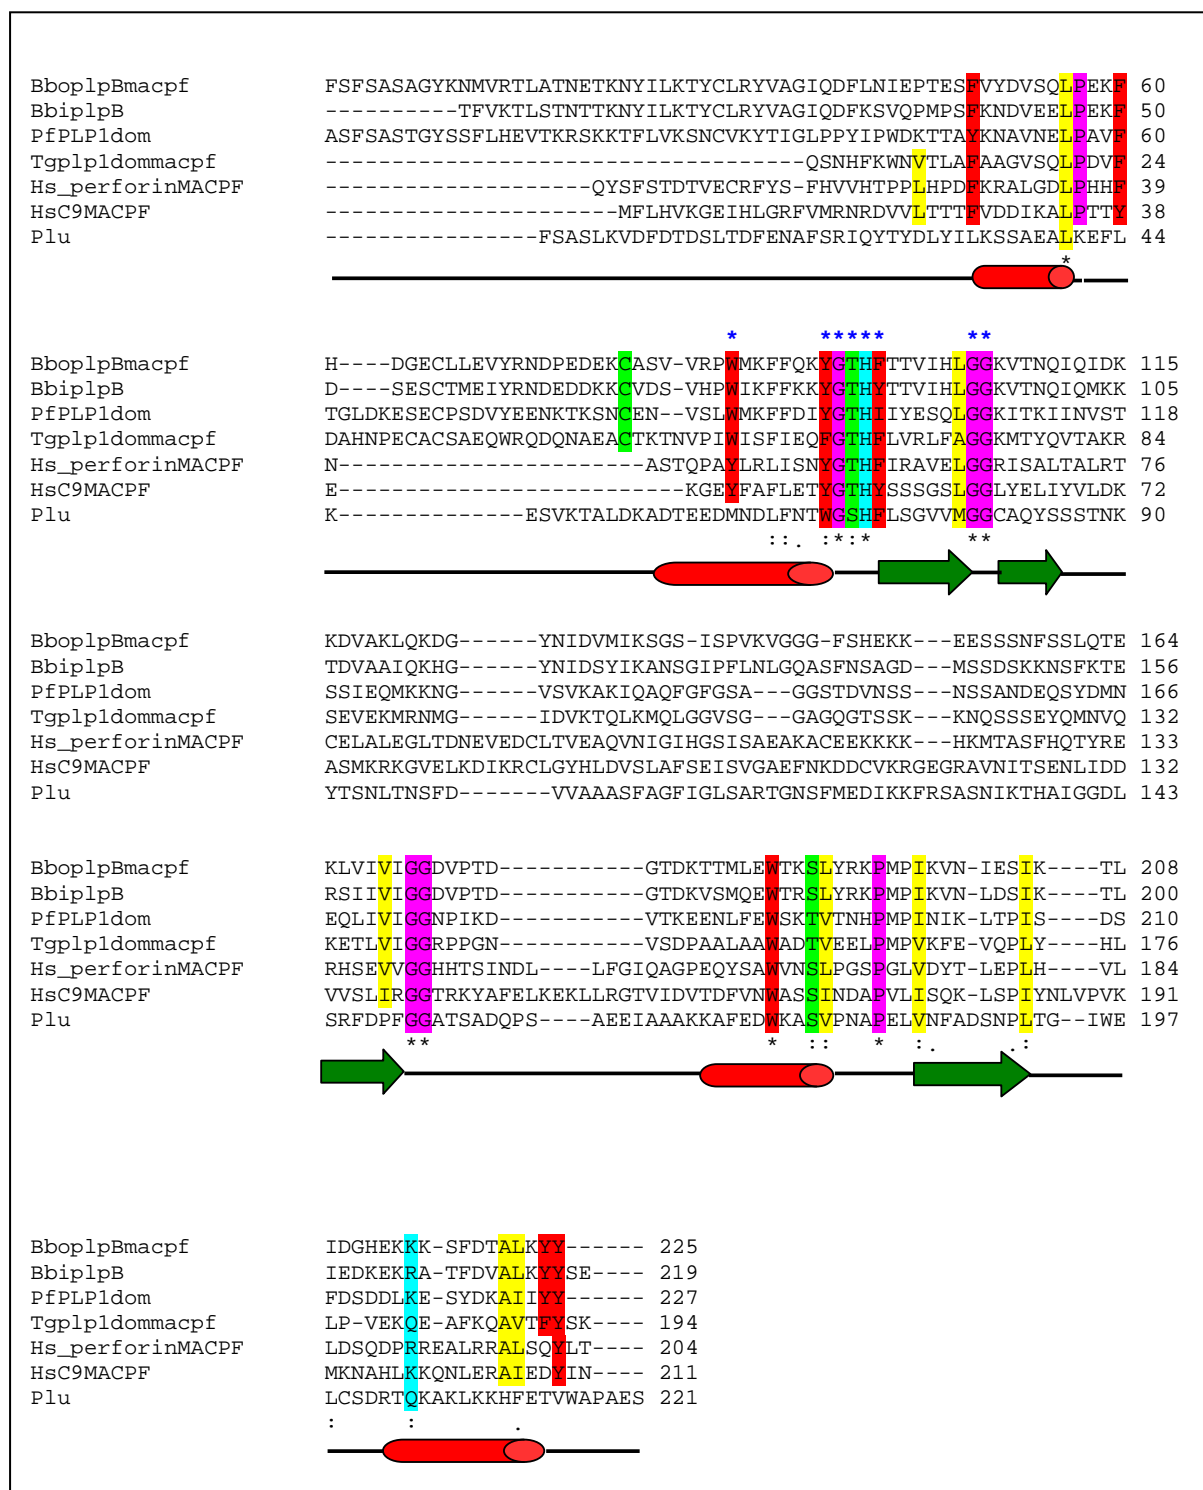 BboplpBmacpf FSFSASAGYKNMVRTLATNETKNYILKTYCLRYVAGIQDFLNIEPTESFVYDVSQLPEKF 60
BbiplpB ----------TFVKTLSTNTTKNYILKTYCLRYVAGIQDFKSVQPMPSFKNDVEELPEKF 50
PfPLP1dom ASFSASTGYSSFLHEVTKRSKKTFLVKSNCVKYTIGLPPYIPWDKTTAYKNAVNELPAVF 60
Tgplp1dommacpf ------------------------------------QSNHFKWNVTLAFAAGVSQLPDVF 24
Hs_perforinMACPF --------------------QYSFSTDTVECRFYS-FHVVHTPPLHPDFKRALGDLPHHF 39
HsC9MACPF ----------------------MFLHVKGEIHLGRFVMRNRDVVLTTTFVDDIKALPTTY 38
Plu ----------------FSASLKVDFDTDSLTDFENAFSRIQYTYDLYILKSSAEALKEFL 44
*
* ***** **
BboplpBmacpf H----DGECLLEVYRNDPEDEKCASV-VRPWMKFFQKYGTHFTTVIHLGGKVTNQIQIDK 115
BbiplpB D----SESCTMEIYRNDEDDKKCVDS-VHPWIKFFKKYGTHYTTVIHLGGKVTNQIQMKK 105
PfPLP1dom TGLDKESECPSDVYEENKTKSNCEN--VSLWMKFFDIYGTHIIYESQLGGKITKIINVST 118
Tgplp1dommacpf DAHNPECACSAEQWRQDQNAEACTKTNVPIWISFIEQFGTHFLVRLFAGGKMTYQVTAKR 84
Hs_perforinMACPF N-----------------------ASTQPAYLRLISNYGTHFIRAVELGGRISALTALRT 76
HsC9MACPF E--------------------------KGEYFAFLETYGTHYSSSGSLGGLYELIYVLDK 72
Plu K--------------ESVKTALDKADTEEDMNDLFNTWGSHFLSGVVMGGCAQYSSSTNK 90
::. :*:* **
BboplpBmacpf KDVAKLQKDG------YNIDVMIKSGS-ISPVKVGGG-FSHEKK---EESSSNFSSLQTE 164
BbiplpB TDVAAIQKHG------YNIDSYIKANSGIPFLNLGQASFNSAGD---MSSDSKKNSFKTE 156
PfPLP1dom SSIEQMKKNG------VSVKAKIQAQFGFGSA---GGSTDVNSS---NSSANDEQSYDMN 166
Tgplp1dommacpf SEVEKMRNMG------IDVKTQLKMQLGGVSG---GAGQGTSSK---KNQSSSEYQMNVQ 132
Hs_perforinMACPF CELALEGLTDNEVEDCLTVEAQVNIGIHGSISAEAKACEEKKKK---HKMTASFHQTYRE 133
HsC9MACPF ASMKRKGVELKDIKRCLGYHLDVSLAFSEISVGAEFNKDDCVKRGEGRAVNITSENLIDD 132
Plu YTSNLTNSFD-------VVAAASFAGFIGLSARTGNSFMEDIKKFRSASNIKTHAIGGDL 143
BboplpBmacpf KLVIVIGGDVPTD-----------GTDKTTMLEWTKSLYRKPMPIKVN-IESIK----TL 208
BbiplpB RSIIVIGGDVPTD-----------GTDKVSMQEWTRSLYRKPMPIKVN-LDSIK----TL 200
PfPLP1dom EQLIVIGGNPIKD-----------VTKEENLFEWSKTVTNHPMPINIK-LTPIS----DS 210
Tgplp1dommacpf KETLVIGGRPPGN-----------VSDPAALAAWADTVEELPMPVKFE-VQPLY----HL 176
Hs_perforinMACPF RHSEVVGGHHTSINDL----LFGIQAGPEQYSAWVNSLPGSPGLVDYT-LEPLH----VL 184
HsC9MACPF VVSLIRGGTRKYAFELKEKLLRGTVIDVTDFVNWASSINDAPVLISQK-LSPIYNLVPVK 191
Plu SRFDPFGGATSADQPS----AEEIAAAKKAFEDWKASVPNAPELVNFADSNPLTG--IWE 197
** * :: * :. .:
BboplpBmacpf IDGHEKKK-SFDTALKYY------ 225
BbiplpB IEDKEKRA-TFDVALKYYSE---- 219
PfPLP1dom FDSDDLKE-SYDKAIIYY------ 227
Tgplp1dommacpf LP-VEKQE-AFKQAVTFYSK---- 194
Hs_perforinMACPF LDSQDPRREALRRALSQYLT---- 204
HsC9MACPF MKNAHLKKQNLERAIEDYIN---- 211
Plu LCSDRTQKAKLKKHFETVWAPAES 221
: : .